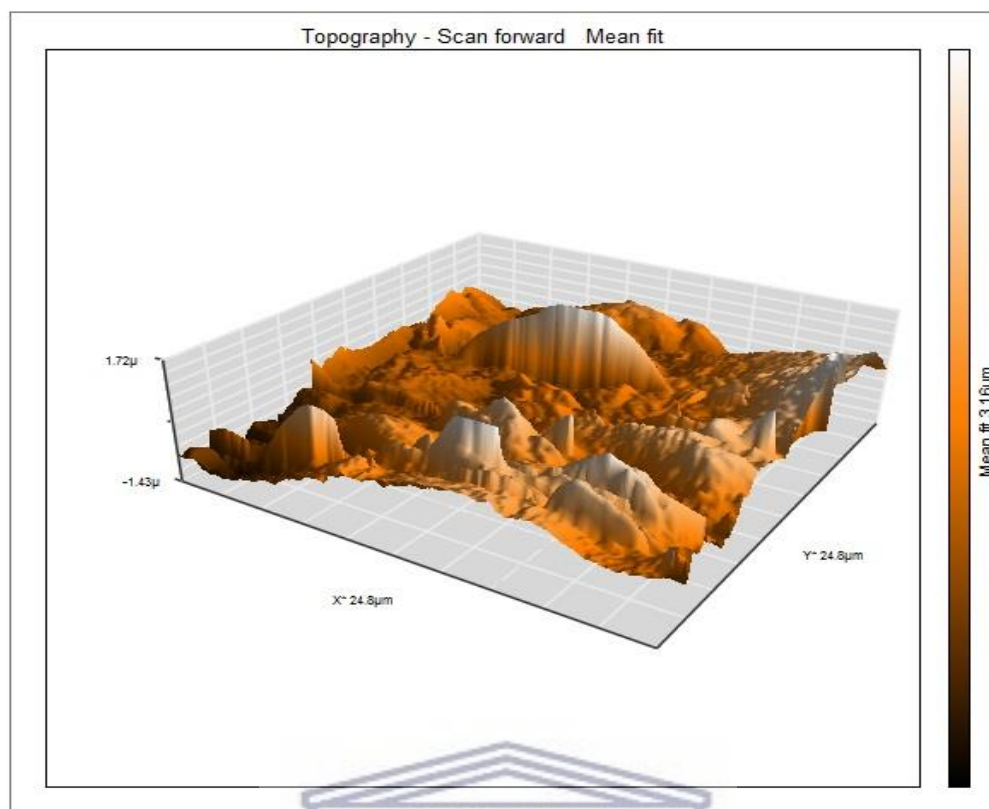 Topography - Scan forward Mean fit
1.72µ
-1.43µ
X* 24.8µm
Y* 24.8µm
Mean fit 3.16µm